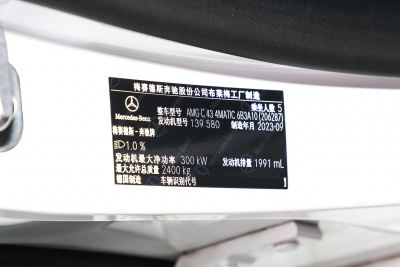 梅赛德斯奔驰股份公司布莱梅工厂制造
乘坐人数 5
整车型号 AMG C 43 4MATIC 6B3A10 (206287)
Mercedes-Benz 发动机型号 139 580 制造年月 2023-09
梅赛德斯-奔驰牌
1.0 %
发动机最大净功率 300 kW 发动机排量 1991 mL
最大允许总质量 2400 kg
德国制造 车辆识别代号